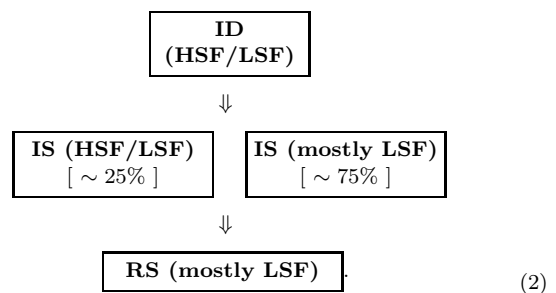 ID
(HSF/LSF)
⇓
IS (HSF/LSF) IS (mostly LSF)
[ ∼ 25% ] [ ∼ 75% ]
⇓
RS (mostly LSF) .
(2)